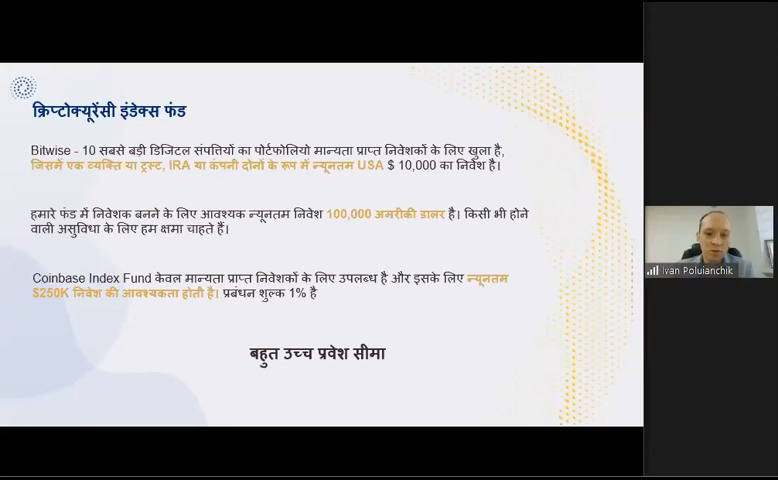 क्रिप्टोक्यूरेंसी इंडेक्स फंड
Bitwise - 10 सबसे बड़ी डिजिटल संपत्तियों का पोर्टफोलियो मान्यता प्राप्त निवेशकों के लिए खुला है,
जिसमें एक व्यक्ति या ट्रस्ट, IRA या कंपनी दोनों के रूप में न्यूनतम USA $ 10,000 का निवेश है।
हमारे फंड में निवेशक बनने के लिए आवश्यक न्यूनतम निवेश 100,000 अमरीकी डालर है। किसी भी होने
वाली असुविधा के लिए हम क्षमा चाहते हैं।
Coinbase Index Fund केवल मान्यता प्राप्त निवेशकों के लिए उपलब्ध है और इसके लिए न्यूनतम
$250K निवेश की आवश्यकता होती है। प्रबंधन शुल्क 1% है
बहुत उच्च प्रवेश सीमा
Ivan Poluianchik